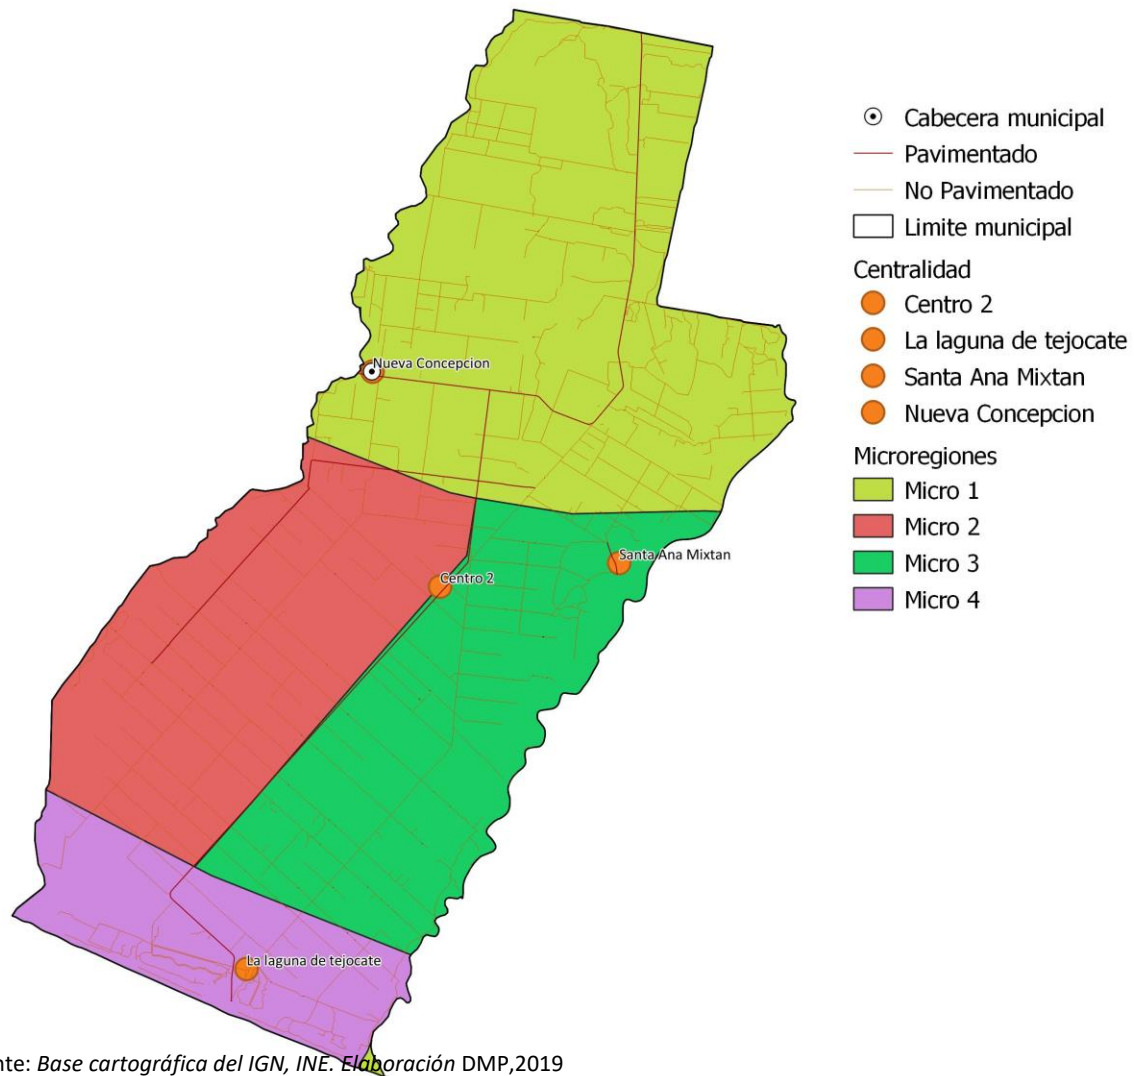 Cabecera municipal
Pavimentado
No Pavimentado
Limite municipal
Centralidad
Centro 2
La laguna de tejocate
Santa Ana Mixtan
Nueva Concepcion
Microregiones
Micro 1
Micro 2
Micro 3
Micro 4
Nueva Concepcion
Santa Ana Mixtan
Centro 2
La laguna de tejocate
nte: Base cartográfica del IGN, INE. Elaboración DMP,2019